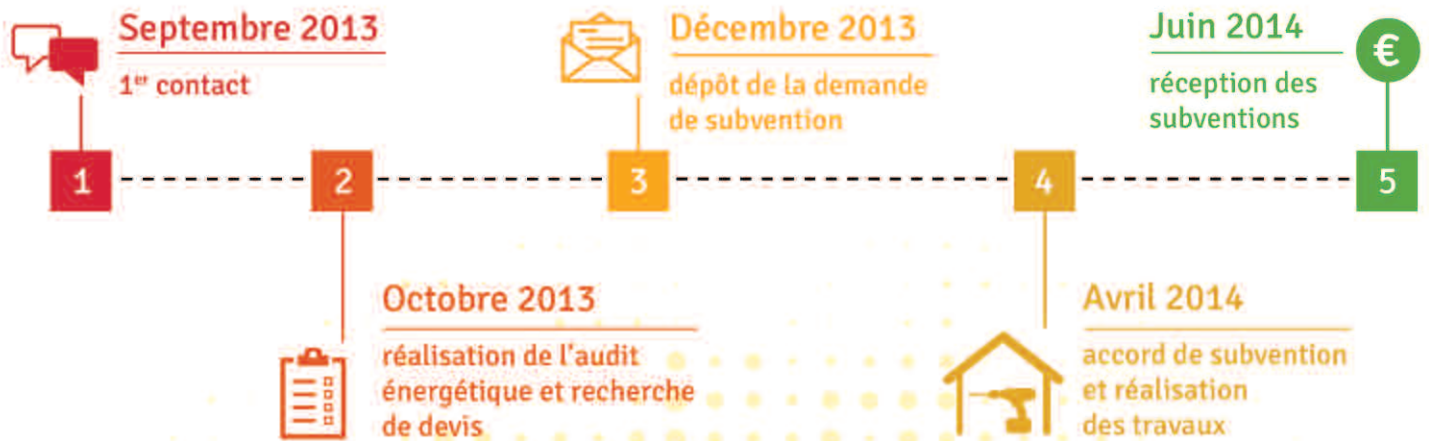 Septembre 2013
1er contact
Décembre 2013
dépôt de la demande
de subvention
Juin 2014
€
réception des
subventions
1
2
3
4
5
Octobre 2013
réalisation de l'audit
énergétique et recherche
de devis
Avril 2014
accord de subvention
et réalisation
des travaux